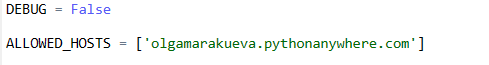 DEBUG = False
ALLOWED_HOSTS = ['olgamarakueva.pythonanywhere.com']